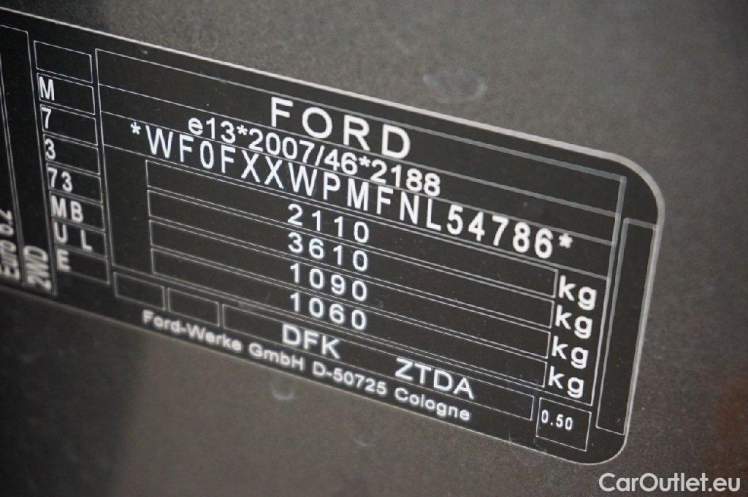 FORD
e13*2007/46*2188
*WF0FXXWPMFNL54786*
2110 kg
3610 kg
1090 kg
1060 kg
DFK ZTDA
0.50
Ford-Werke GmbH D-50725 Cologne
M
7
3
73
MB
U L
E
2ND
CarOutlet.eu